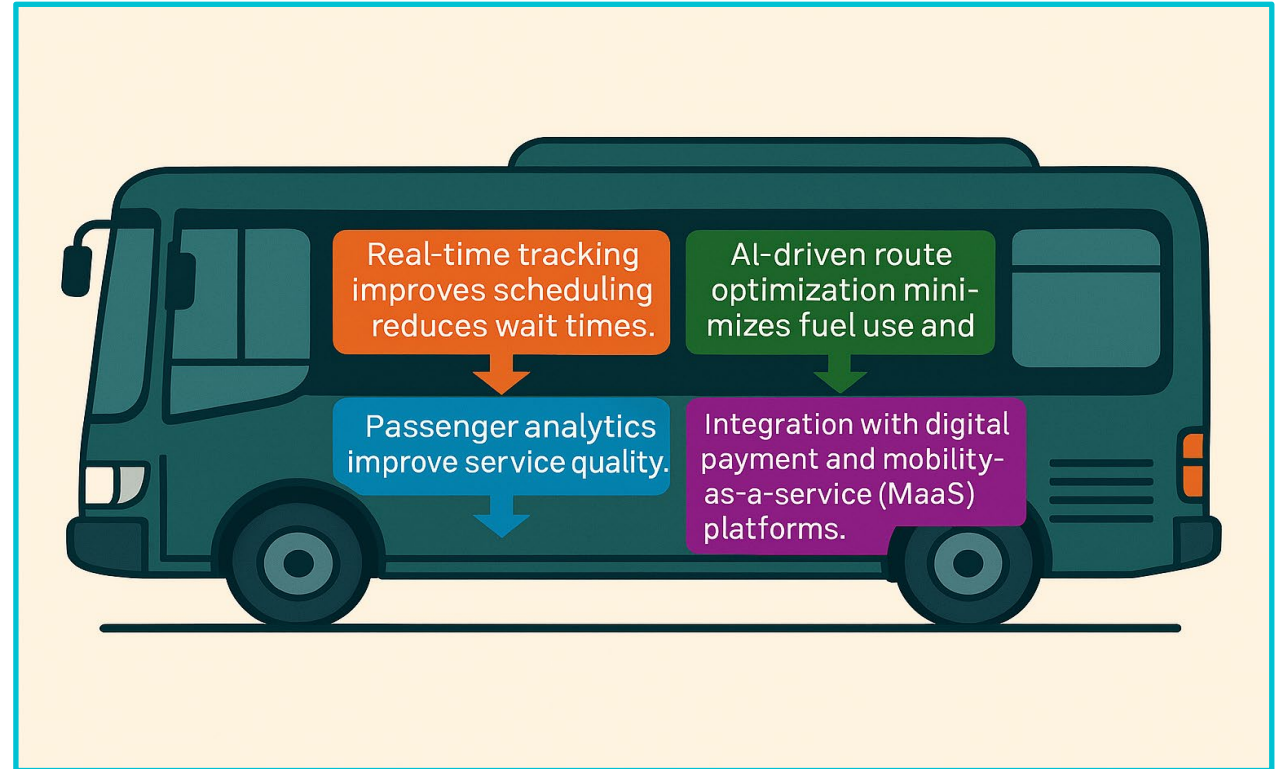 Real-time tracking
improves scheduling
reduces wait times.
AI-driven route
optimization mini-
mizes fuel use and
Passenger analytics
improve service quality.
Integration with digital
payment and mobility-
as-a-service (MaaS)
platforms.